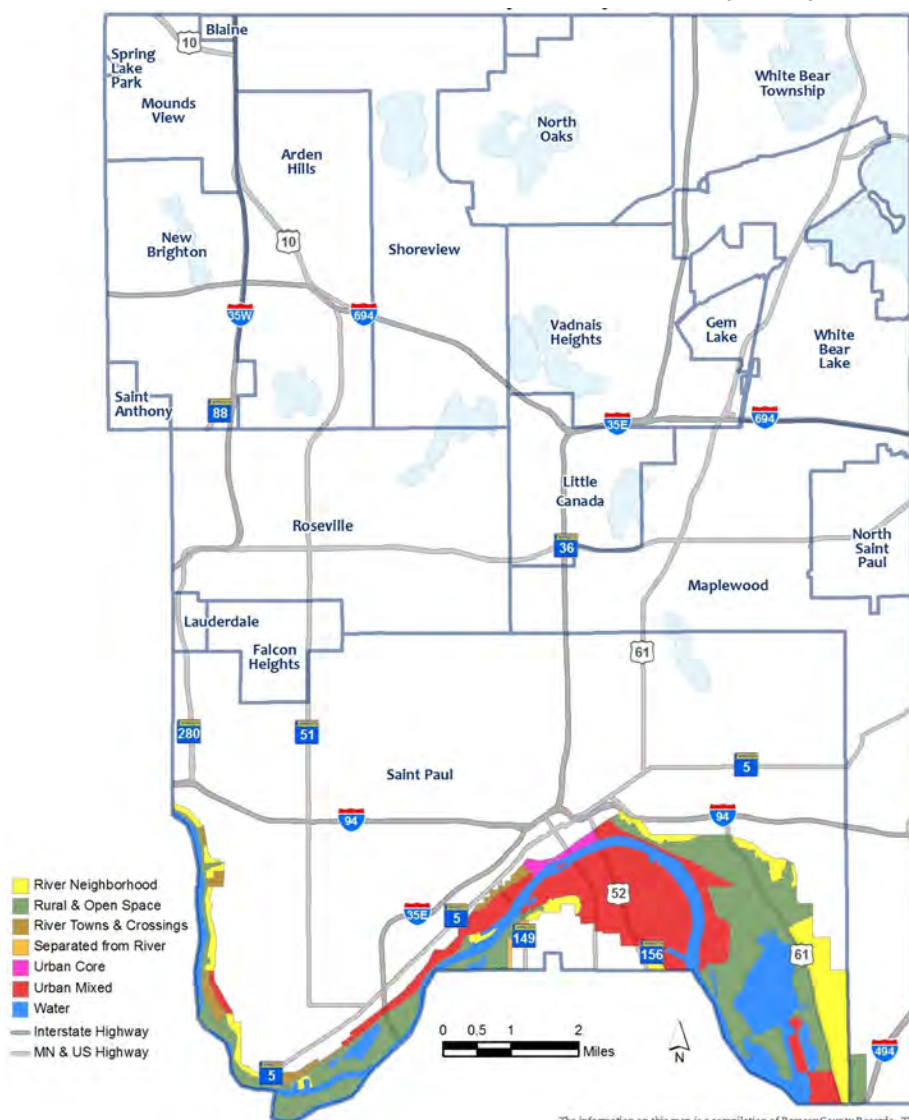 Blaine
10
Spring
Lake
Park
Mounds
View
White Bear
Township
North
Oaks
Arden
Hills
New
Brighton
10
Shoreview
35W
694
Vadnais
Heights
Gem
Lake
White
Bear
Lake
Saint
Anthony
88
35E
694
Little
Canada
Roseville
36
North
Saint
Paul
Maplewood
Lauderdale
Falcon
Heights
61
280
51
5
Saint Paul
94
94
River Neighborhood
Rural & Open Space
River Towns & Crossings
Separated from River
Urban Core
Urban Mixed
Water
Interstate Highway
MN & US Highway
52
35E
5
149
156
61
0 0.5 1 2
Miles
N
494
5